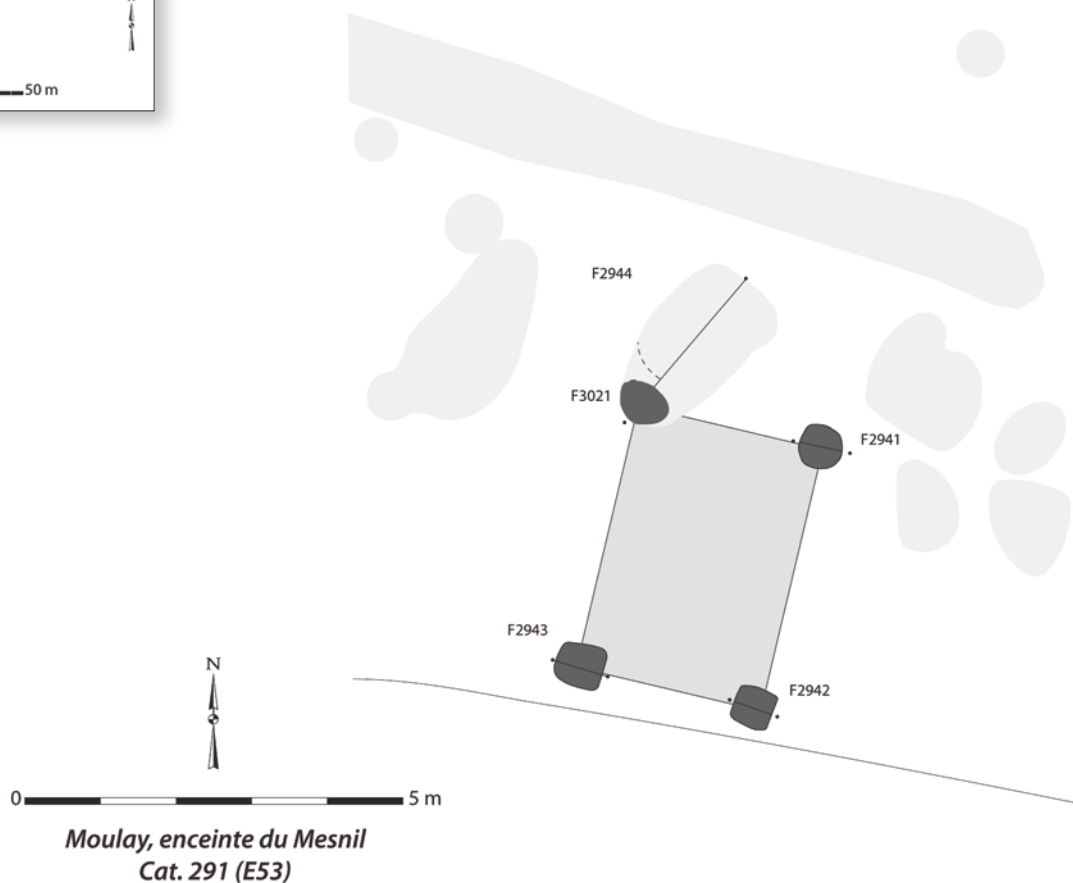 50 m
F2944
F3021
F2941
F2943
F2942
N
0 5 m
Moulay, enceinte du Mesnil
Cat. 291 (E53)